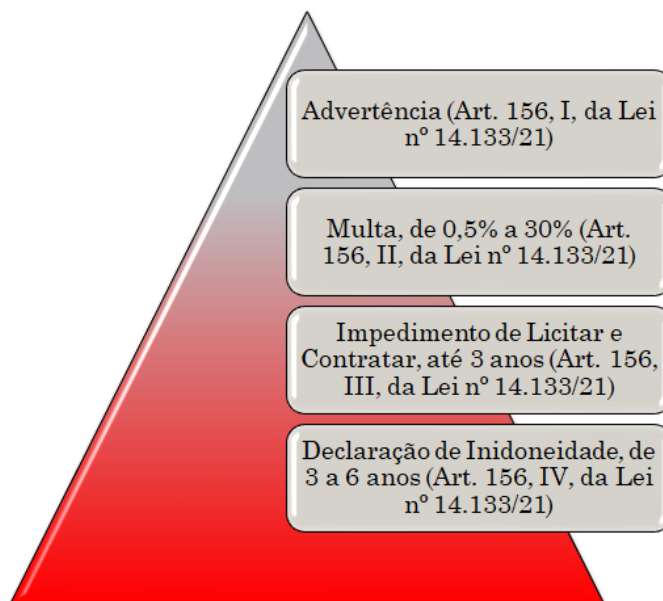 Advertência (Art. 156, I, da Lei
nº 14.133/21)
Multa, de 0,5% a 30% (Art.
156, II, da Lei nº 14.133/21)
Impedimento de Licitar e
Contratar, até 3 anos (Art. 156,
III, da Lei nº 14.133/21)
Declaração de Inidoneidade, de
3 a 6 anos (Art. 156, IV, da Lei
nº 14.133/21)